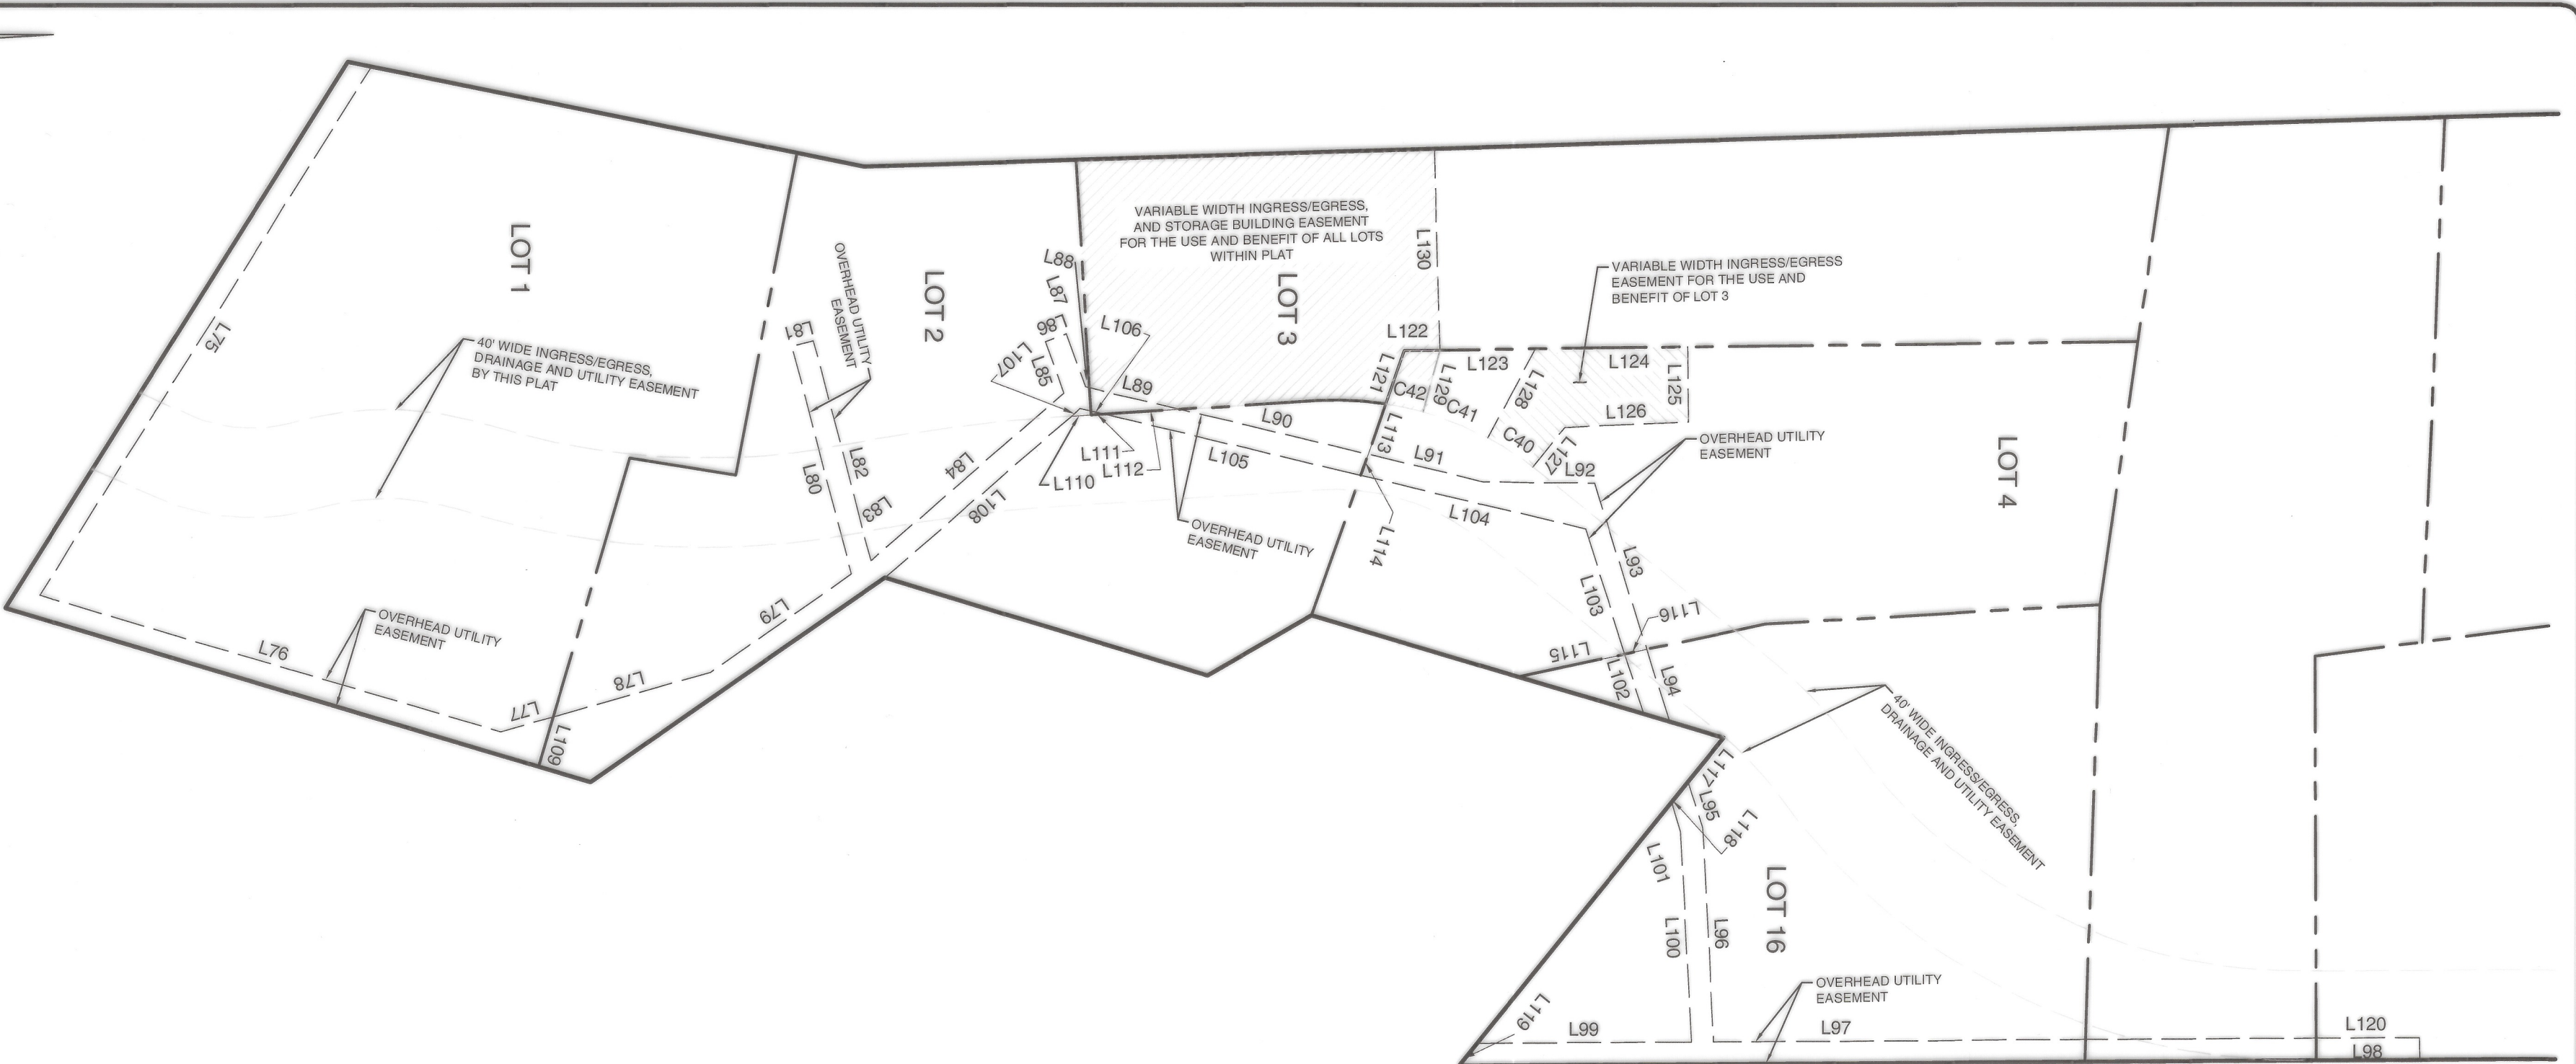 LOT 1
L75
40' WIDE INGRESS/EGRESS,
DRAINAGE AND UTILITY EASEMENT
BY THIS PLAT
OVERHEAD UTILITY
EASEMENT
L76
L77
L109
L78
L79
LOT 2
OVERHEAD UTILITY
EASEMENT
L81
L80
L82
L83
L84
L108
L88
L87
L86
L85
L107
L106
L89
L111
L112
L110
VARIABLE WIDTH INGRESS/EGRESS,
AND STORAGE BUILDING EASEMENT
FOR THE USE AND BENEFIT OF ALL LOTS
WITHIN PLAT
LOT 3
L130
L122
L121
C42
L129
C41
L123
L90
L105
L113
L91
L104
L114
OVERHEAD UTILITY
EASEMENT
VARIABLE WIDTH INGRESS/EGRESS
EASEMENT FOR THE USE AND
BENEFIT OF LOT 3
L124
L125
L126
L128
C40
L127
L92
OVERHEAD UTILITY
EASEMENT
LOT 4
L93
L103
L116
L115
L102
L94
40' WIDE INGRESS/EGRESS,
DRAINAGE AND UTILITY EASEMENT
L117
L95
L118
L101
L100
L96
LOT 16
OVERHEAD UTILITY
EASEMENT
L119
L99
L97
L120
L98